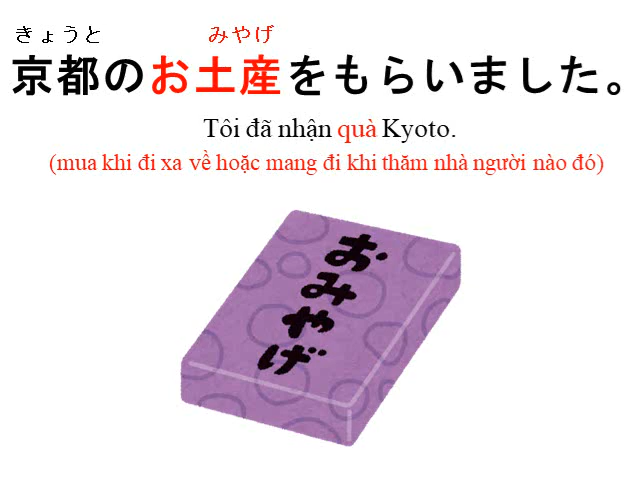 きょうと みやげ
京都のお土産をもらいました。
Tôi đã nhận quà Kyoto.
(mua khi đi xa về hoặc mang đi khi thăm nhà người nào đó)
おみやげ